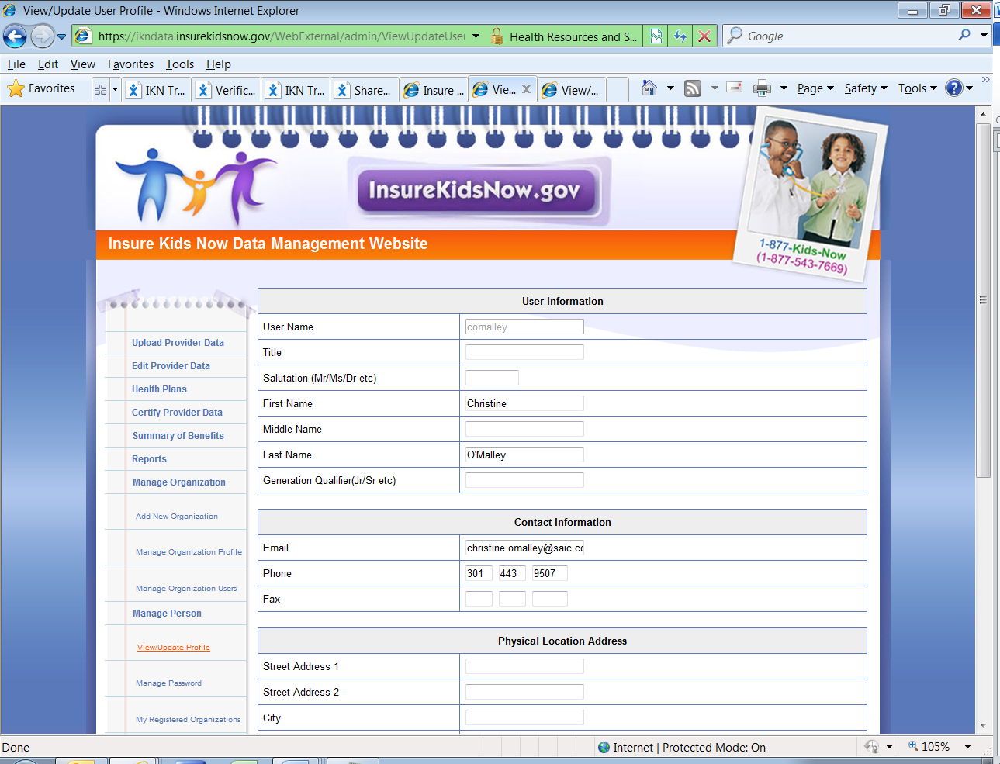 View/Update User Profile - Windows Internet Explorer
https://ikndata.insurekidsnow.gov/WebExternal/admin/ViewUpdateUser
Health Resources and S...
Google
File Edit View Favorites Tools Help
Favorites
IKN Tr...
Verific...
IKN Tr...
Share...
Insure ...
Vie...
View/...
Page
Safety
Tools
InsureKidsNow.gov
1-877-Kids-Now
(1-877-543-7669)
Insure Kids Now Data Management Website
Upload Provider Data
Edit Provider Data
Health Plans
Certify Provider Data
Summary of Benefits
Reports
Manage Organization
Add New Organization
Manage Organization Profile
Manage Organization Users
Manage Person
View/Update Profile
Manage Password
My Registered Organizations
User Information
User Name comalley
Title
Salutation (Mr/Ms/Dr etc)
First Name Christine
Middle Name
Last Name O'Malley
Generation Qualifier(Jr/Sr etc)
Contact Information
Email christine.omalley@saic.co
Phone 301 443 9507
Fax
Physical Location Address
Street Address 1
Street Address 2
City
Done
Internet | Protected Mode: On
105%